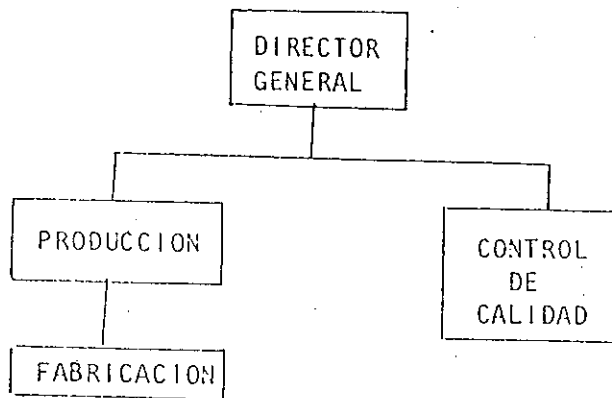 DIRECTOR
GENERAL
PRODUCCION
CONTROL
DE
CALIDAD
FABRICACION